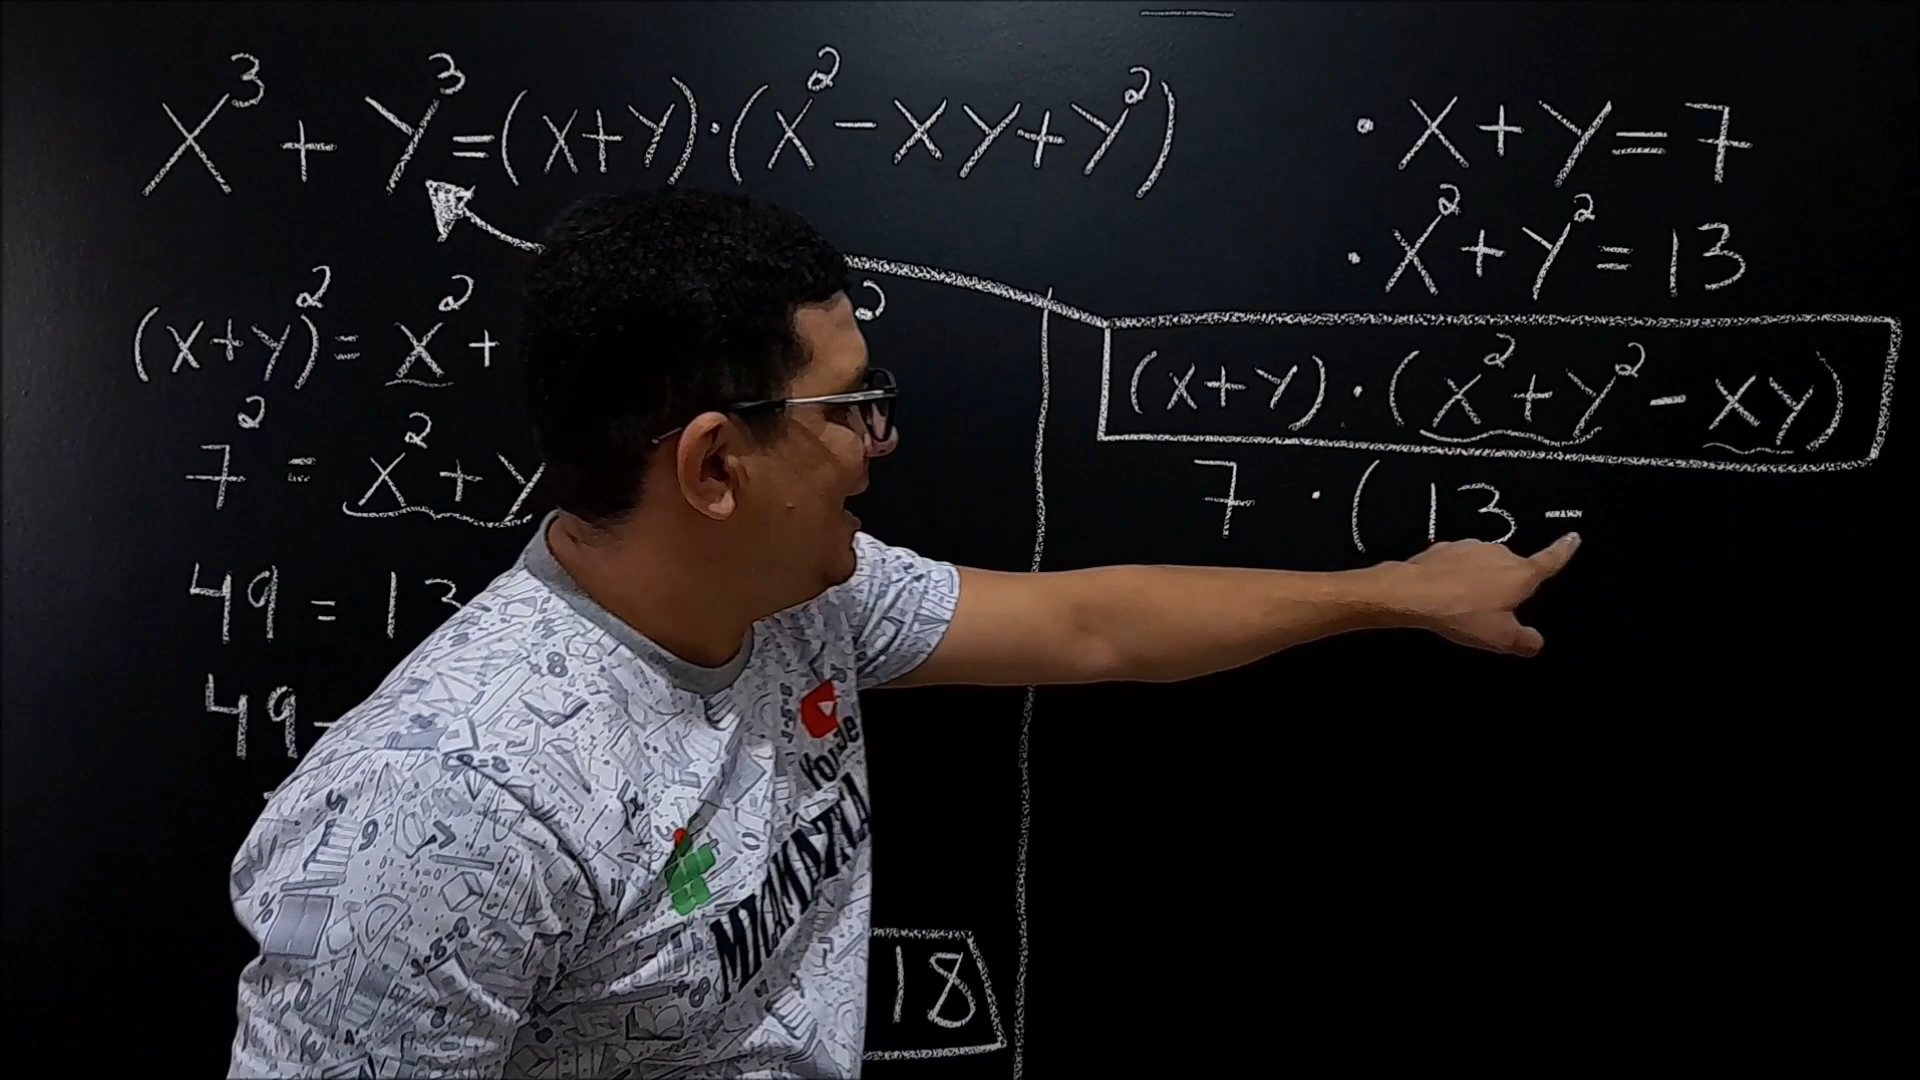 X³ + Y³ = (X+Y)·(X² − XY + Y²)
(X+Y)² = X² +
7² = X² + Y
49 = 13
49 −
18
· X + Y = 7
· X² + Y² = 13
(X+Y)·(X² + Y² − XY)
7 · ( 13 −
MICAMAZTIA